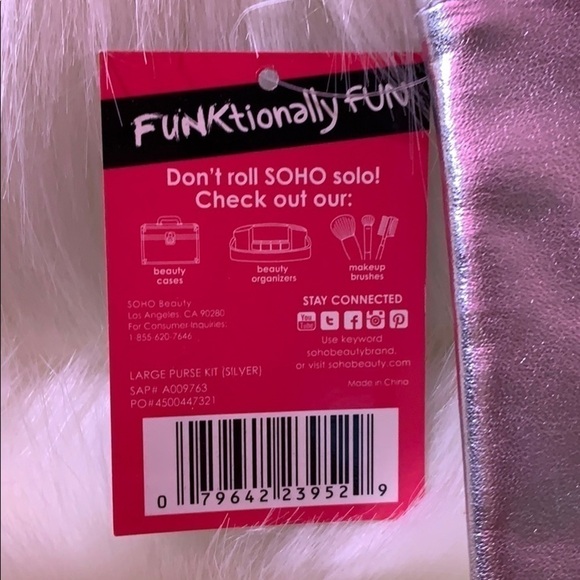 FUNKtionally FUN
Don't roll SOHO solo!
Check out our:
beauty cases
beauty organizers
makeup brushes
SOHO Beauty
Los Angeles, CA 90280
For Consumer Inquiries:
1-855-620-7646
STAY CONNECTED
You Tube
Use keyword
sohobeautybrand,
or visit sohobeauty.com
LARGE PURSE KIT (SILVER)
SAP# A009763
PO#4500447321
Made in China
0 79642 23952 9